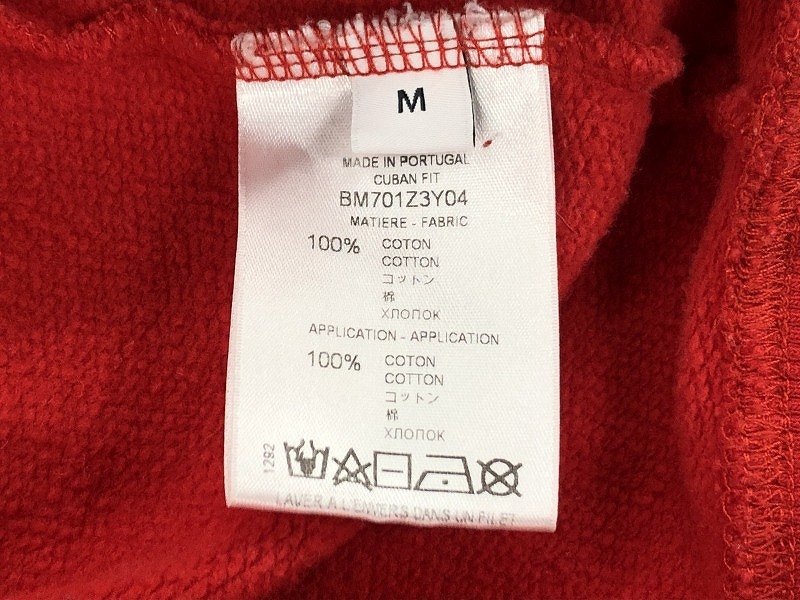 M
MADE IN PORTUGAL
CUBAN FIT
BM701Z3Y04
MATIERE - FABRIC
100% COTON
COTTON
コットン
棉
ХЛОПОК
APPLICATION - APPLICATION
100% COTON
COTTON
コットン
棉
ХЛОПОК
1292
LAVER A L'ENVERS DANS UN FILET